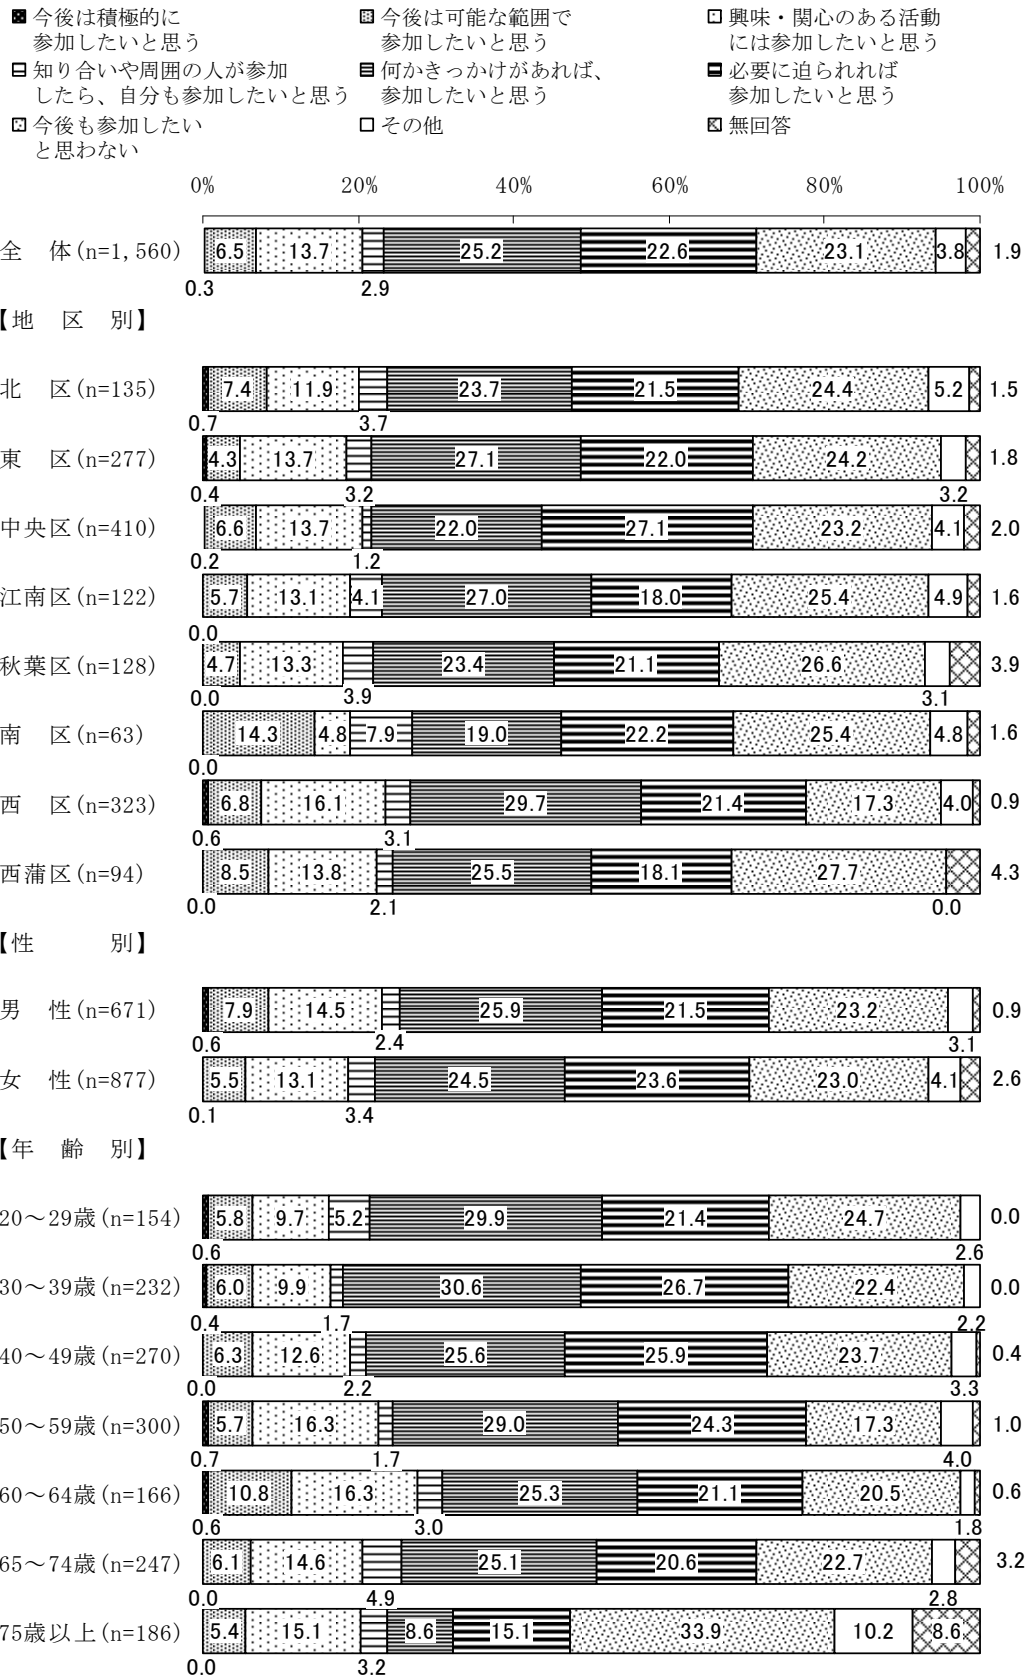 今後は積極的に
参加したいと思う
今後は可能な範囲で
参加したいと思う
興味・関心のある活動
には参加したいと思う
知り合いや周囲の人が参加
したら、自分も参加したいと思う
何かきっかけがあれば、
参加したいと思う
必要に迫られれば
参加したいと思う
今後も参加したい
と思わない
その他
無回答
0% 20% 40% 60% 80% 100%
全 体(n=1,560) 6.5 13.7 25.2 22.6 23.1 3.8 1.9
0.3 2.9
【地 区 別】
北 区(n=135) 7.4 11.9 23.7 21.5 24.4 5.2 1.5
0.7 3.7
東 区(n=277) 4.3 13.7 27.1 22.0 24.2 1.8
0.4 3.2 3.2
中央区(n=410) 6.6 13.7 22.0 27.1 23.2 4.1 2.0
0.2 1.2
江南区(n=122) 5.7 13.1 4.1 27.0 18.0 25.4 4.9 1.6
0.0
秋葉区(n=128) 4.7 13.3 23.4 21.1 26.6 3.9
0.0 3.9 3.1
南 区(n=63) 14.3 4.8 7.9 19.0 22.2 25.4 4.8 1.6
0.0
西 区(n=323) 6.8 16.1 29.7 21.4 17.3 4.0 0.9
0.6 3.1
西蒲区(n=94) 8.5 13.8 25.5 18.1 27.7 4.3
0.0 2.1 0.0
【性 別】
男 性(n=671) 7.9 14.5 25.9 21.5 23.2 0.9
0.6 2.4 3.1
女 性(n=877) 5.5 13.1 24.5 23.6 23.0 4.1 2.6
0.1 3.4
【年 齢 別】
20～29歳(n=154) 5.8 9.7 5.2 29.9 21.4 24.7 0.0
0.6 2.6
30～39歳(n=232) 6.0 9.9 30.6 26.7 22.4 0.0
0.4 1.7 2.2
40～49歳(n=270) 6.3 12.6 25.6 25.9 23.7 0.4
0.0 2.2 3.3
50～59歳(n=300) 5.7 16.3 29.0 24.3 17.3 1.0
0.7 1.7 4.0
60～64歳(n=166) 10.8 16.3 25.3 21.1 20.5 0.6
0.6 3.0 1.8
65～74歳(n=247) 6.1 14.6 25.1 20.6 22.7 3.2
0.0 4.9 2.8
75歳以上(n=186) 5.4 15.1 8.6 15.1 33.9 10.2 8.6
0.0 3.2